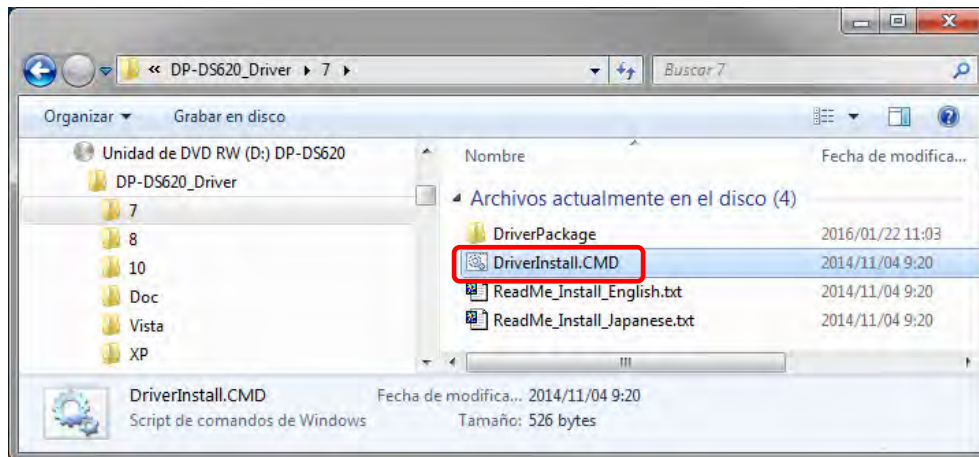 « DP-DS620_Driver ▸ 7 ▸
Buscar 7
Organizar ▼ Grabar en disco
Unidad de DVD RW (D:) DP-DS620
DP-DS620_Driver
7
8
10
Doc
Vista
XP
Nombre Fecha de modifica...
Archivos actualmente en el disco (4)
DriverPackage 2016/01/22 11:03
DriverInstall.CMD 2014/11/04 9:20
ReadMe_Install_English.txt 2014/11/04 9:20
ReadMe_Install_Japanese.txt 2014/11/04 9:20
DriverInstall.CMD Fecha de modifica... 2014/11/04 9:20
Script de comandos de Windows Tamaño: 526 bytes